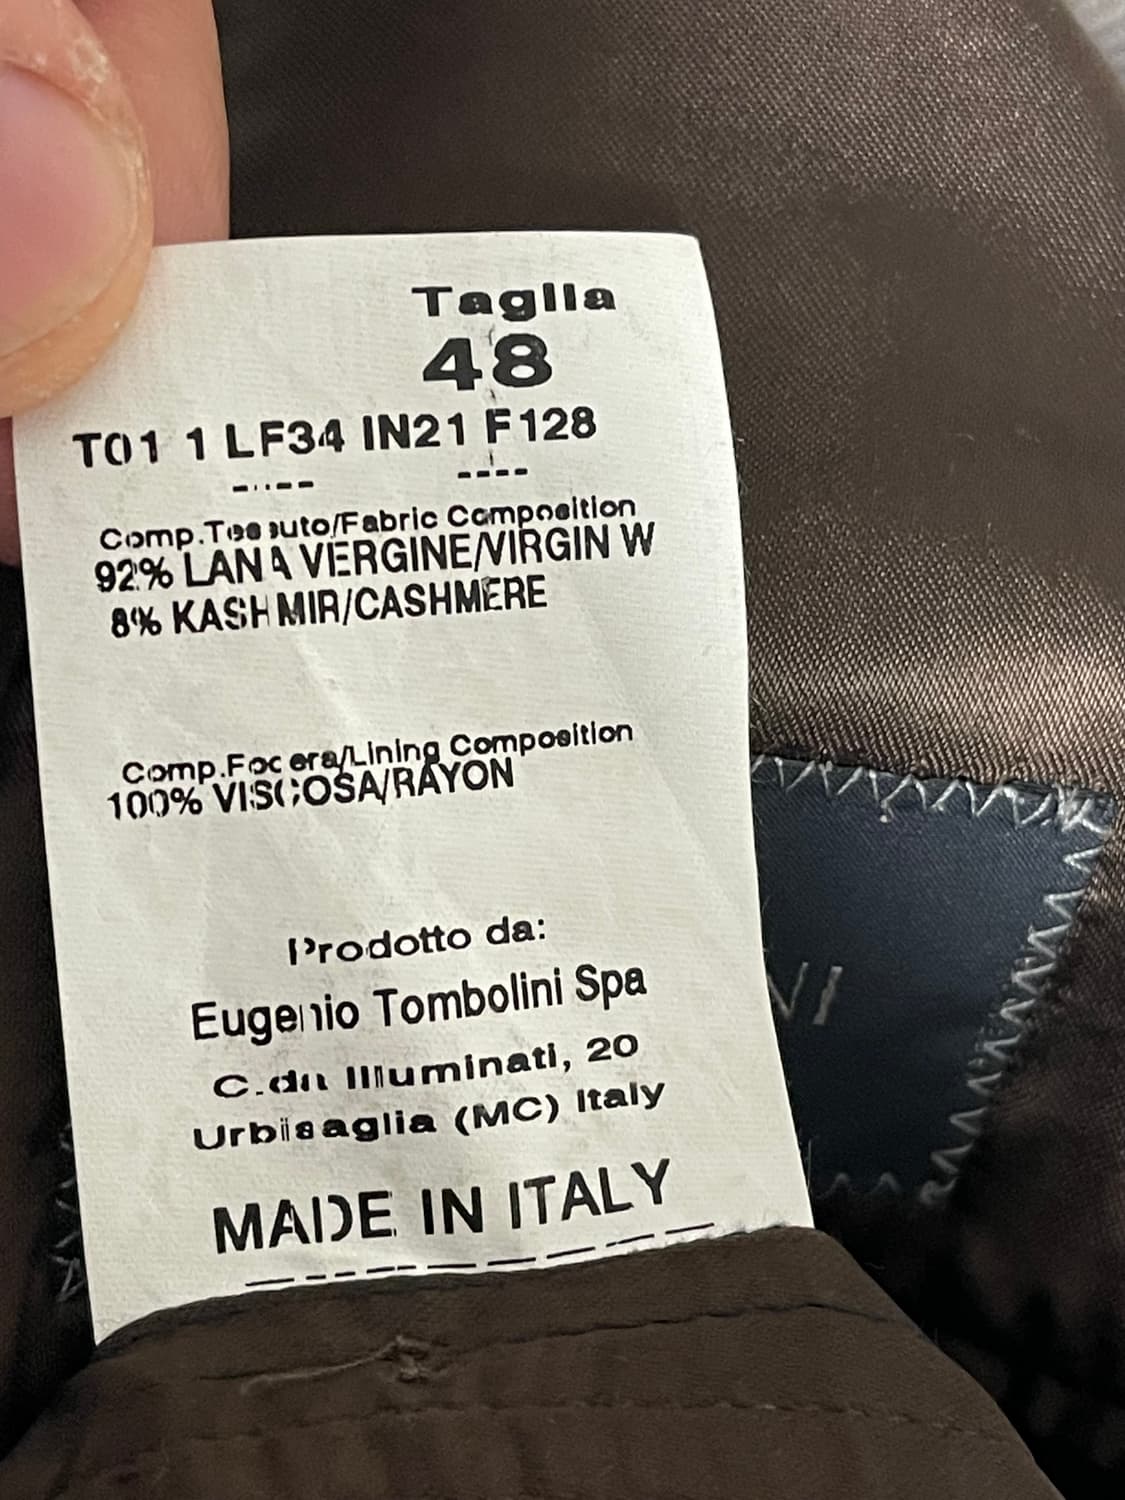 Taglia
48
T01 1 LF34 IN21 F128
Comp.Tessuto/Fabric Composition
92% LANA VERGINE/VIRGIN W
8% KASHMIR/CASHMERE
Comp.Fodera/Lining Composition
100% VISCOSA/RAYON
Prodotto da:
Eugenio Tombolini Spa
C.da Illuminati, 20
Urbisaglia (MC) Italy
MADE IN ITALY